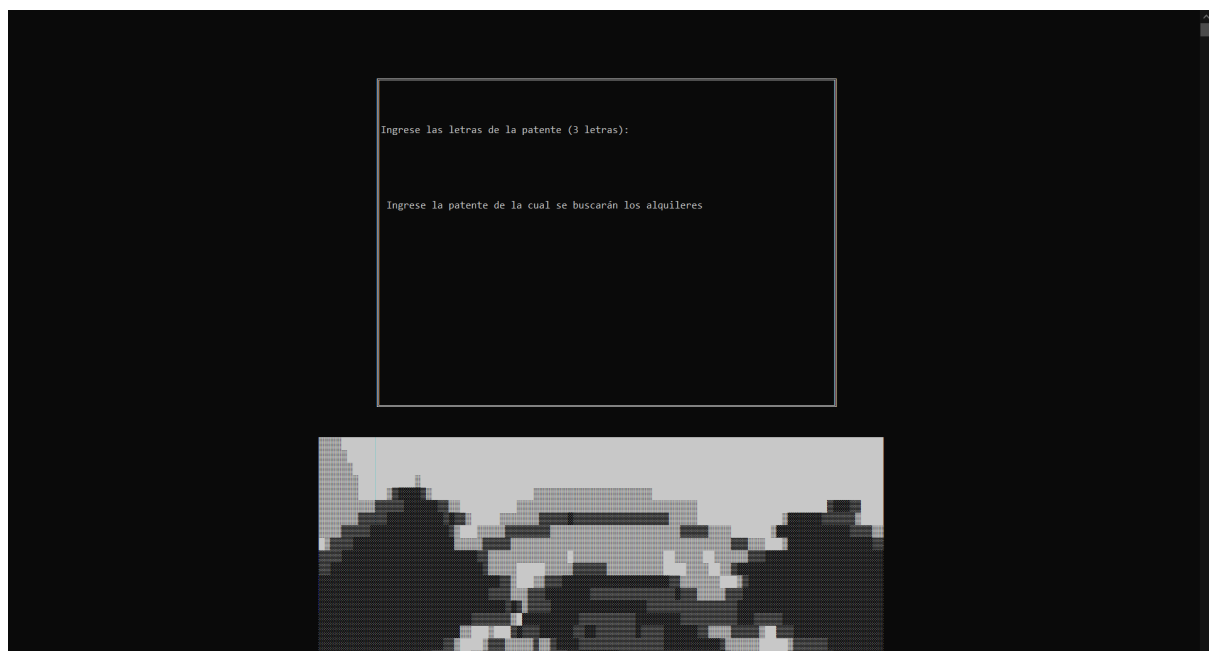 Ingrese las letras de la patente (3 letras):
Ingrese la patente de la cual se buscarán los alquileres